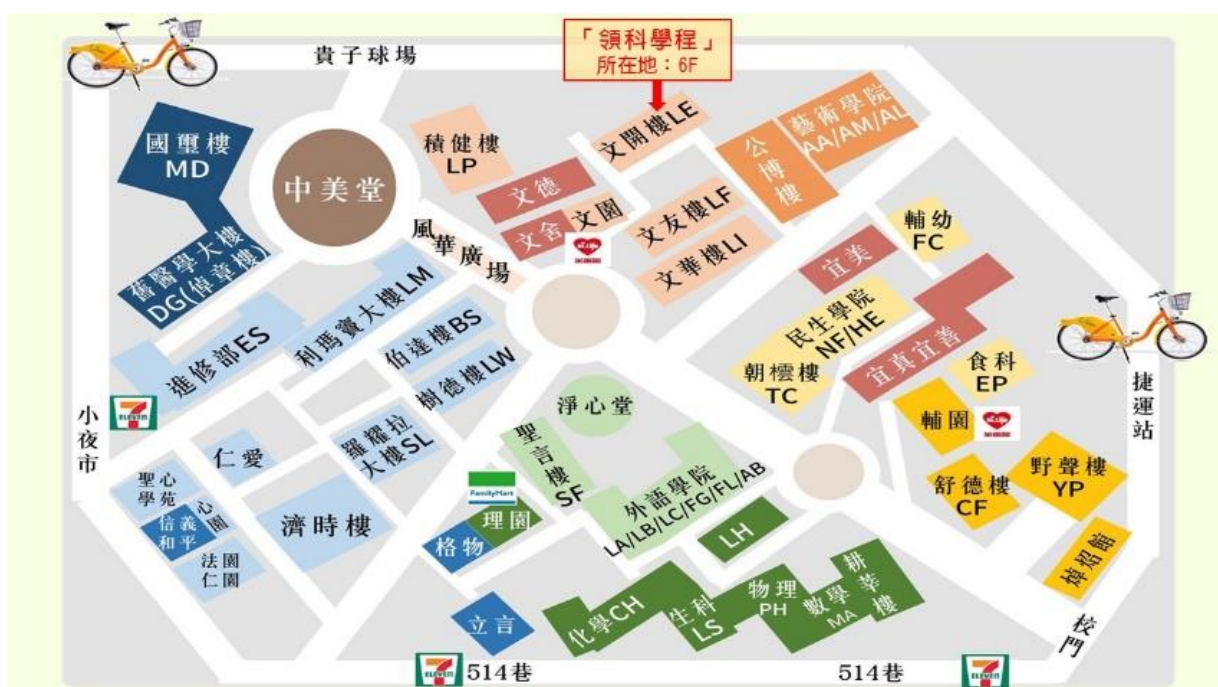 「領科學程」
所在地：6F
貴子球場
國璽樓
MD
中美堂
積健樓
LP
文開樓LE
公博樓
藝術學院
AA/AM/AL
文德
文舍
文園
文友樓LF
文華樓LI
風華廣場
舊醫學大樓
DG(倬章樓)
進修部ES
利瑪竇大樓LM
伯達樓BS
樹德樓LW
羅耀拉
大樓SL
輔幼
FC
宜美
民生學院
NF/HE
朝橒樓
TC
宜真宜善
食科
EP
輔園
舒德樓
CF
野聲樓
YP
焯炤館
捷運站
校門
小夜市
7
ELEVEN
仁愛
聖心
學苑
心園
信義
和平
法園
仁園
濟時樓
淨心堂
聖言樓
SF
外語學院
LA/LB/LC/FG/FL/AB
FamilyMart
理園
格物
LH
立言
化學CH
生科
LS
物理
PH
數學
MA
耕莘樓
7
ELEVEN
514巷
514巷
7
ELEVEN